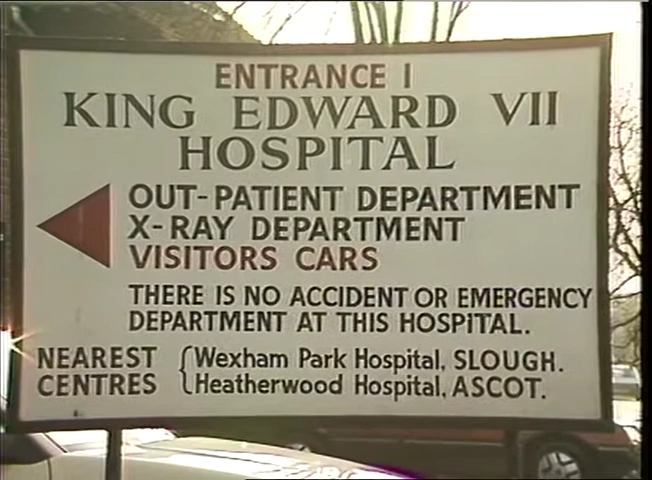 ENTRANCE I
KING EDWARD VII
HOSPITAL
OUT-PATIENT DEPARTMENT
X-RAY DEPARTMENT
VISITORS CARS
THERE IS NO ACCIDENT OR EMERGENCY
DEPARTMENT AT THIS HOSPITAL.
NEAREST CENTRES
Wexham Park Hospital, SLOUGH.
Heatherwood Hospital, ASCOT.